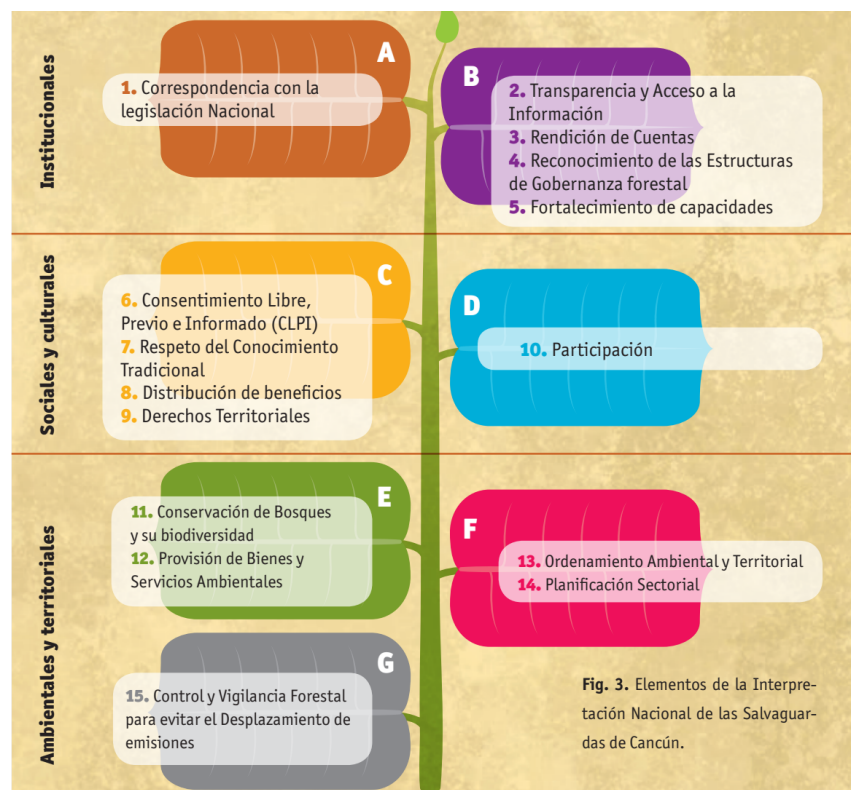 Institucionales
A
1. Correspondencia con la
legislación Nacional
B
2. Transparencia y Acceso a la
Información
3. Rendición de Cuentas
4. Reconocimiento de las Estructuras
de Gobernanza forestal
5. Fortalecimiento de capacidades
Sociales y culturales
C
6. Consentimiento Libre,
Previo e Informado (CLPI)
7. Respeto del Conocimiento
Tradicional
8. Distribución de beneficios
9. Derechos Territoriales
D
10. Participación
Ambientales y territoriales
E
11. Conservación de Bosques
y su biodiversidad
12. Provisión de Bienes y
Servicios Ambientales
F
13. Ordenamiento Ambiental y Territorial
14. Planificación Sectorial
G
15. Control y Vigilancia Forestal
para evitar el Desplazamiento de
emisiones
Fig. 3. Elementos de la Interpre-
tación Nacional de las Salvaguar-
das de Cancún.